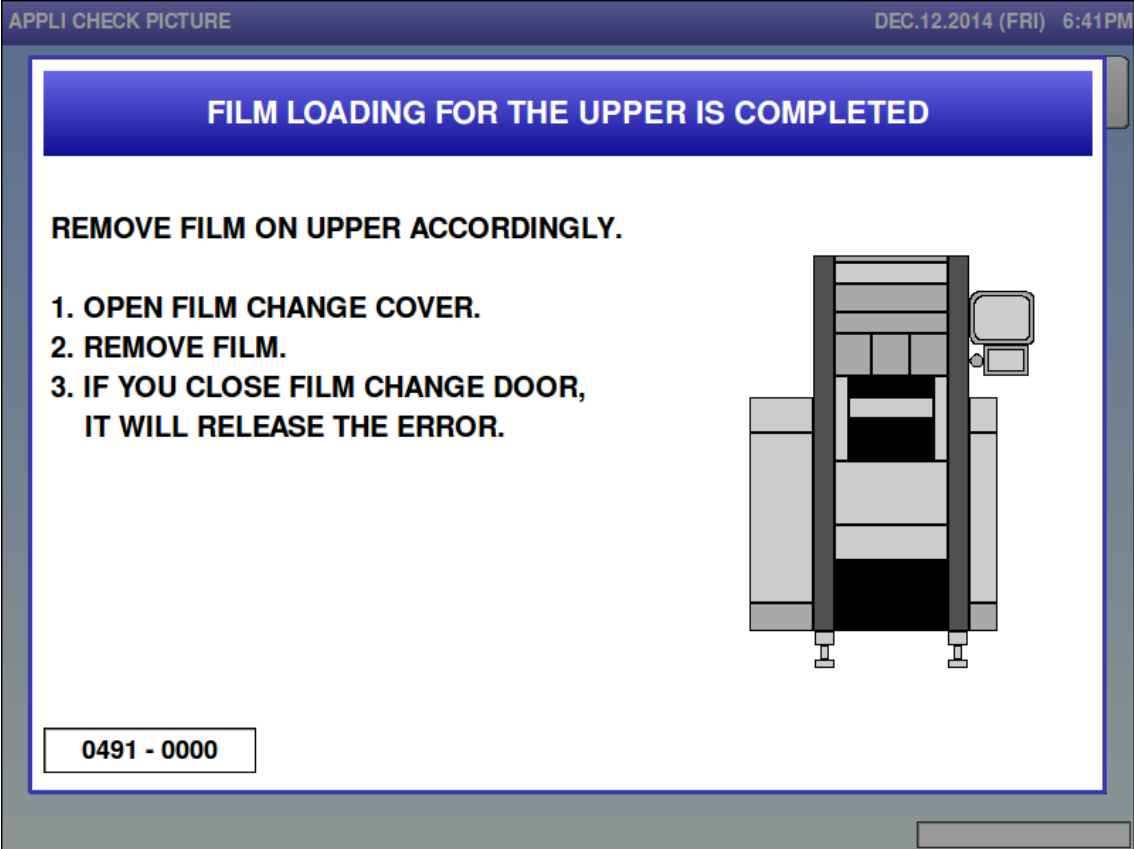 APPLI CHECK PICTURE
DEC.12.2014 (FRI) 6:41PM
FILM LOADING FOR THE UPPER IS COMPLETED
REMOVE FILM ON UPPER ACCORDINGLY.
1. OPEN FILM CHANGE COVER.
2. REMOVE FILM.
3. IF YOU CLOSE FILM CHANGE DOOR,
IT WILL RELEASE THE ERROR.
0491 - 0000